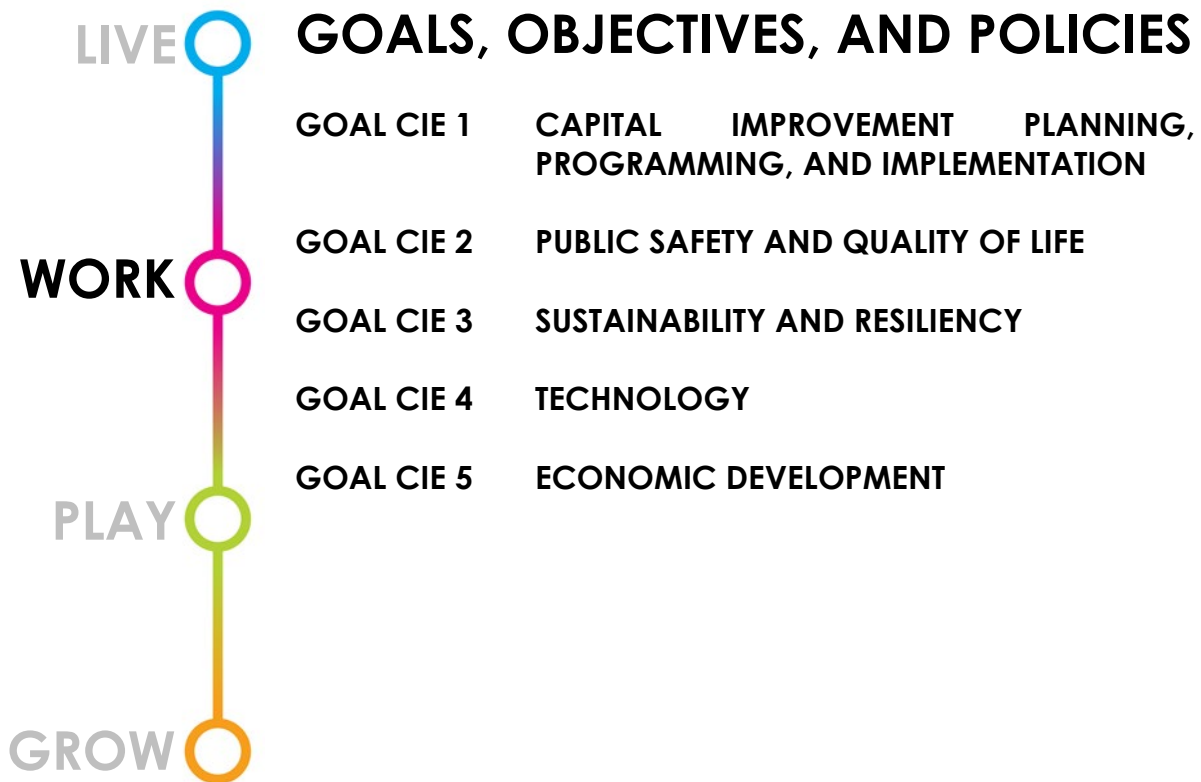 LIVE
GOALS, OBJECTIVES, AND POLICIES
GOAL CIE 1 CAPITAL IMPROVEMENT PLANNING,
PROGRAMMING, AND IMPLEMENTATION
GOAL CIE 2 PUBLIC SAFETY AND QUALITY OF LIFE
WORK
GOAL CIE 3 SUSTAINABILITY AND RESILIENCY
GOAL CIE 4 TECHNOLOGY
GOAL CIE 5 ECONOMIC DEVELOPMENT
PLAY
GROW